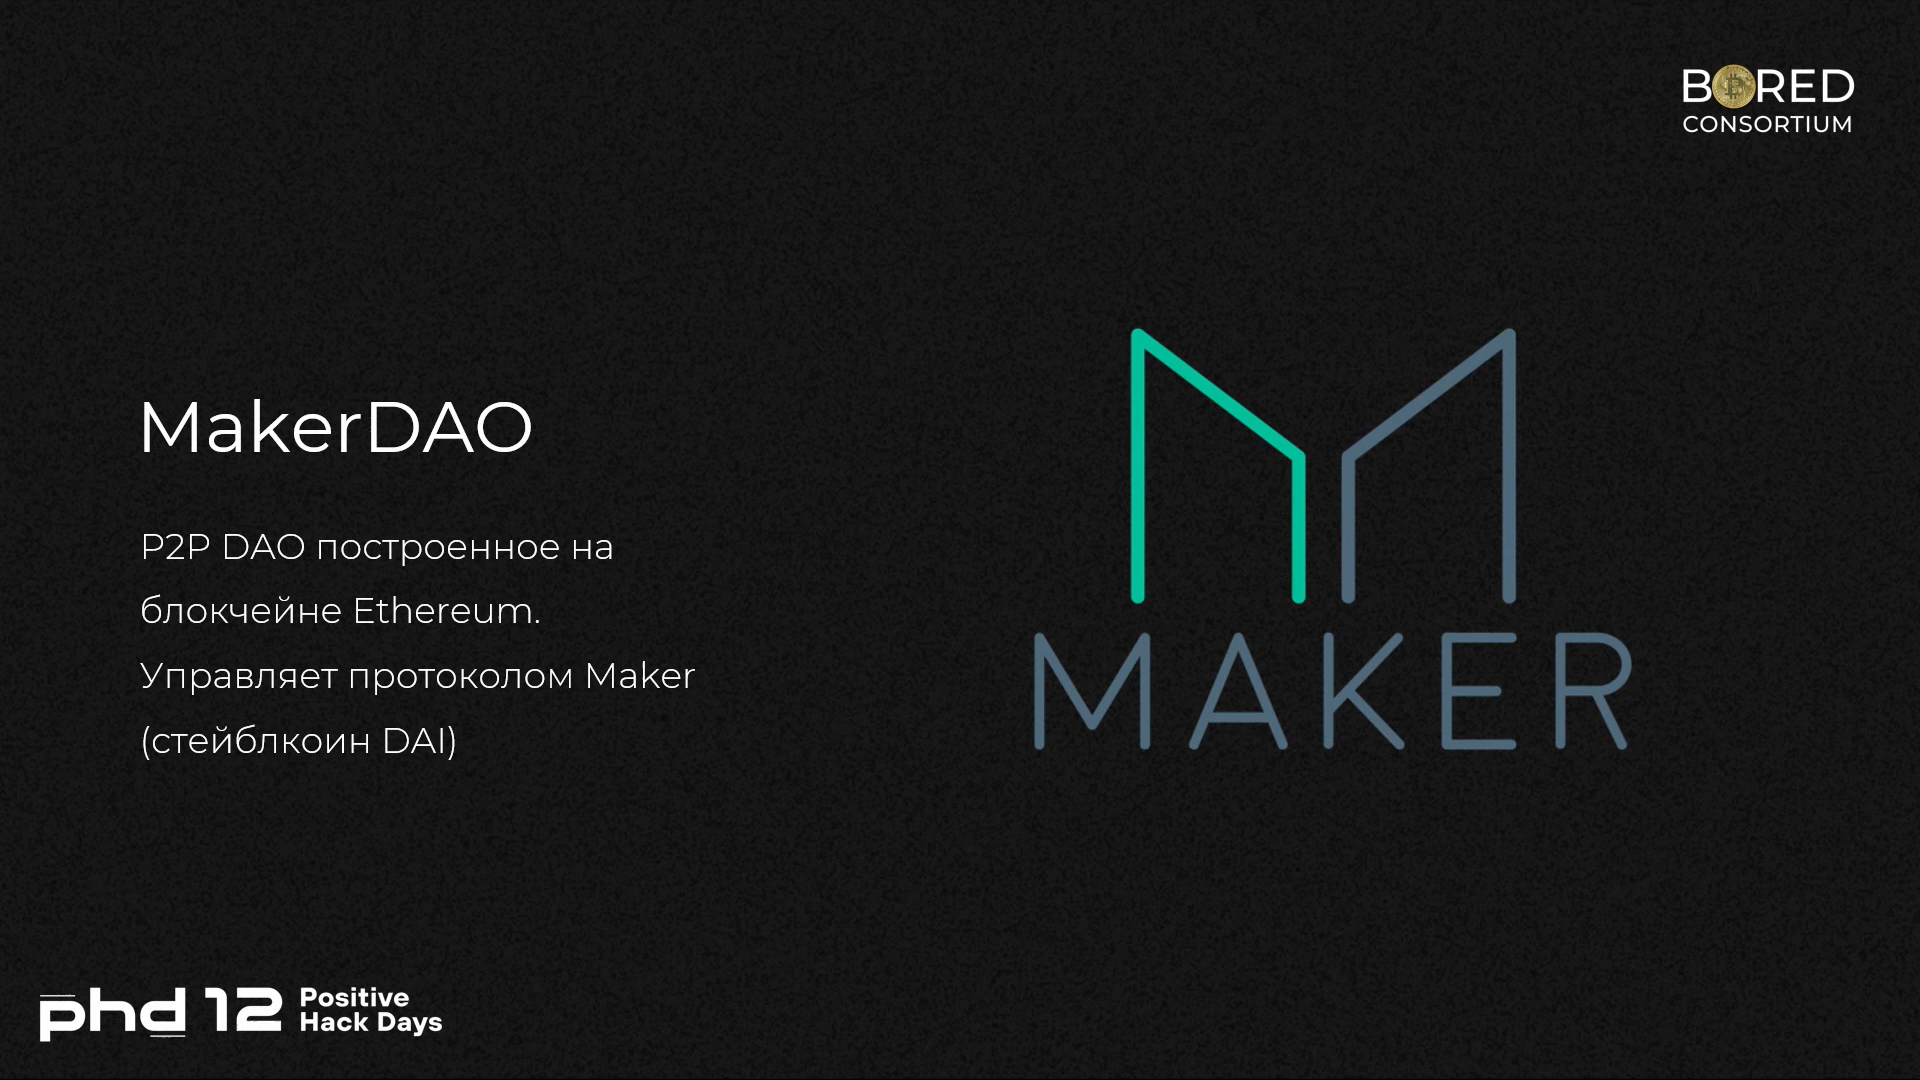 BORED
CONSORTIUM
MakerDAO
P2P DAO построенное на
блокчейне Ethereum.
Управляет протоколом Maker
(стейблкоин DAI)
MAKER
phd 12 Positive
Hack Days